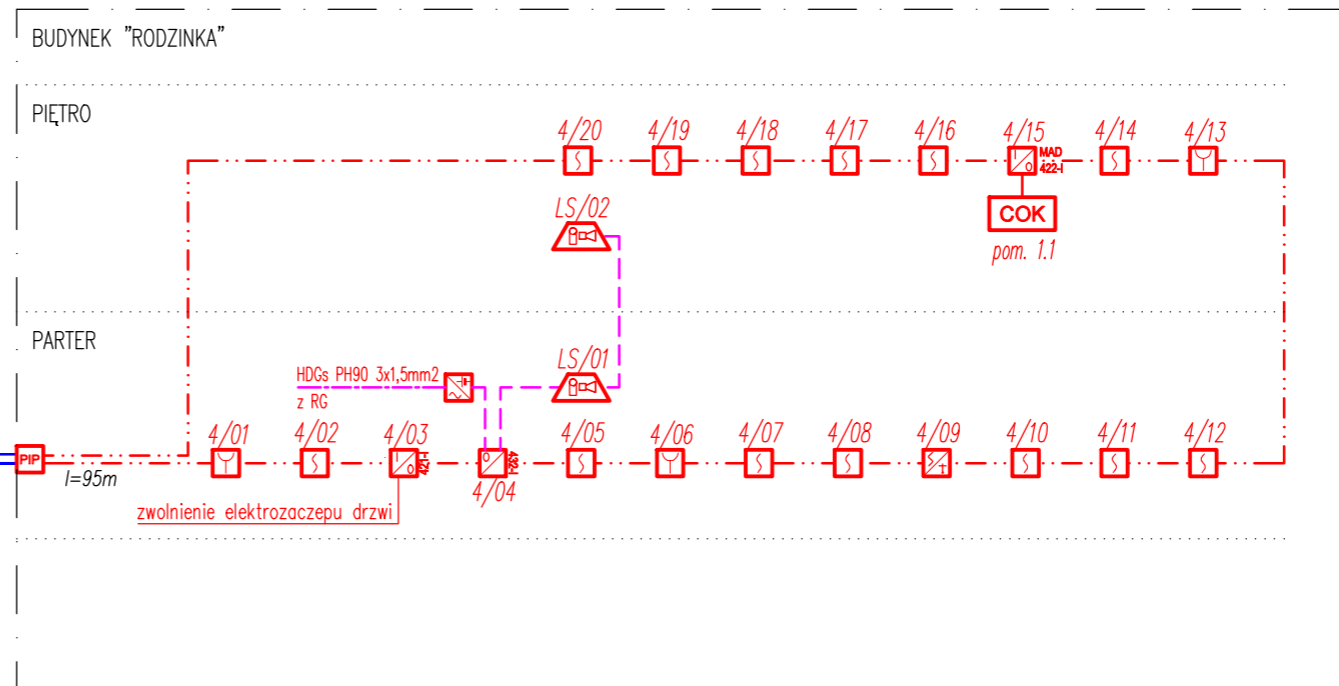 BUDYNEK "RODZINKA"
PIĘTRO
4/20 4/19 4/18 4/17 4/16 4/15 4/14 4/13
S S S S S I/O MAD S
422-I
LS/02
COK
pom. 1.1
PARTER
LS/01
HDGs PH90 3x1,5mm2
z RG
4/01 4/02 4/03 4/05 4/06 4/07 4/08 4/09 4/10 4/11 4/12
PIP S I/O 421-I O 432-I S S S S/T S S S
l=95m
4/04
zwolnienie elektrozaczepu drzwi